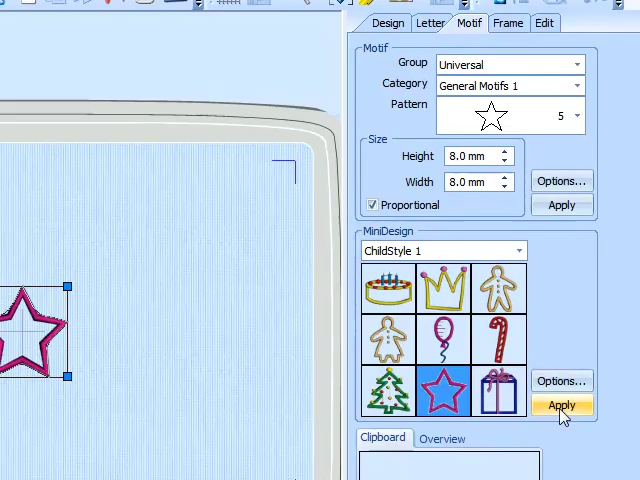 Design Letter Motif Frame Edit
Motif
Group Universal
Category General Motifs 1
Pattern 5
Size
Height 8.0 mm
Width 8.0 mm
Options...
Proportional
Apply
MiniDesign
ChildStyle 1
Options...
Apply
Clipboard Overview